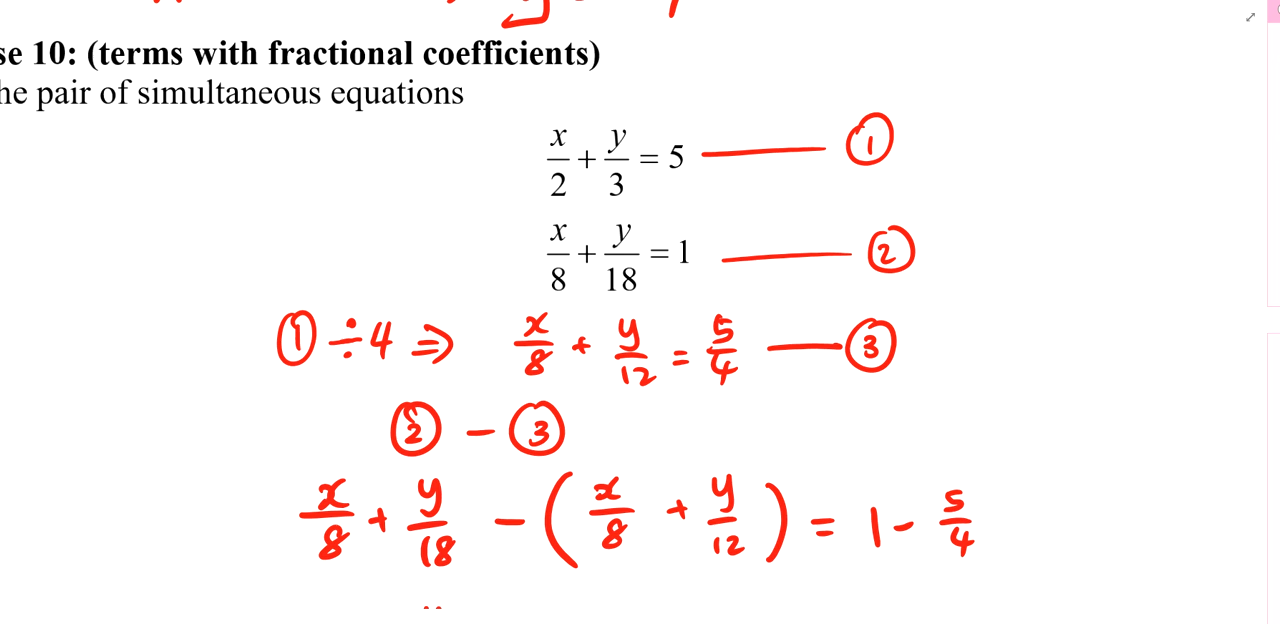 se 10: (terms with fractional coefficients)
he pair of simultaneous equations
x/2 + y/3 = 5 —— ①
x/8 + y/18 = 1 —— ②
① ÷ 4 ⇒ x/8 + y/12 = 5/4 —— ③
② − ③
x/8 + y/18 − (x/8 + y/12) = 1 − 5/4